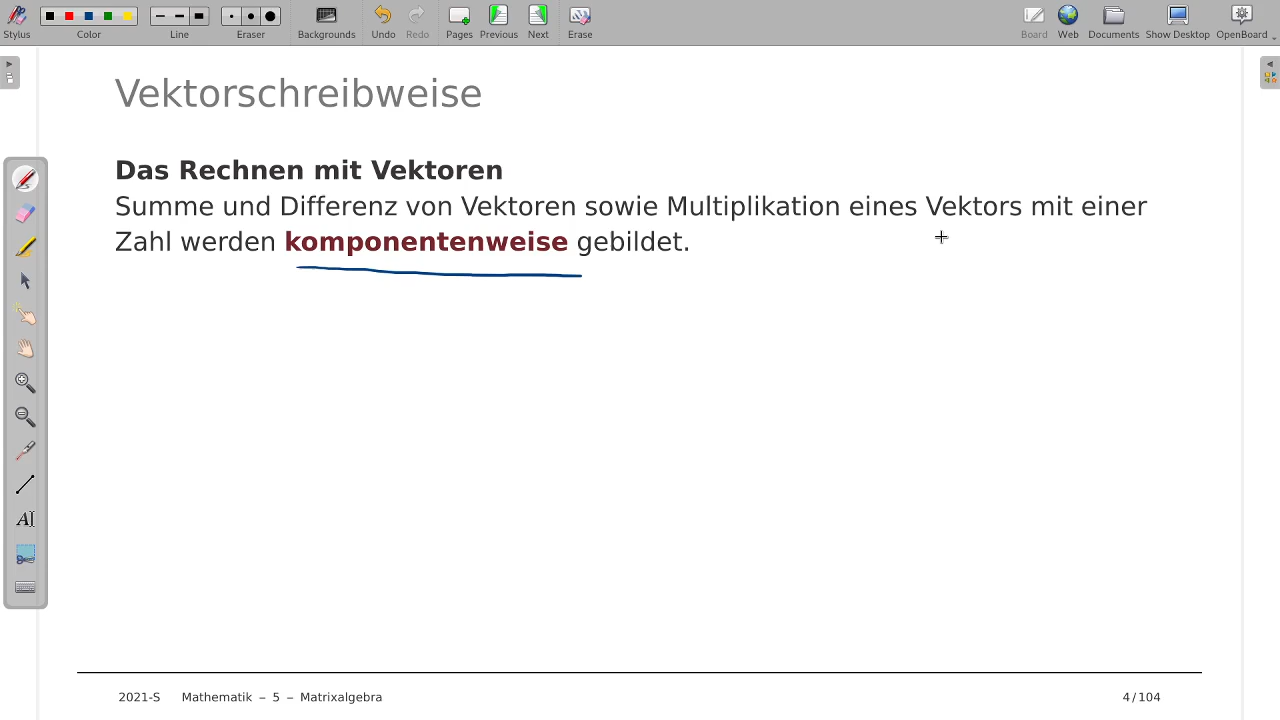 Stylus Color Line Eraser Backgrounds Undo Redo Pages Previous Next Erase Board Web Documents Show Desktop OpenBoard
Vektorschreibweise
Das Rechnen mit Vektoren
Summe und Differenz von Vektoren sowie Multiplikation eines Vektors mit einer
Zahl werden komponentenweise gebildet.
2021-S Mathematik – 5 – Matrixalgebra 4/104